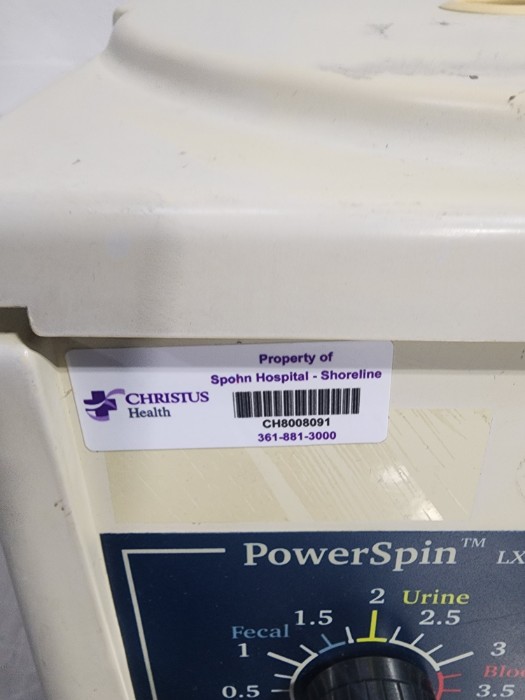 Property of
Spohn Hospital - Shoreline
CHRISTUS
Health
CH8008091
361-881-3000
PowerSpin™ LX
2 Urine
1.5 2.5
Fecal
1 3
0.5 3.5